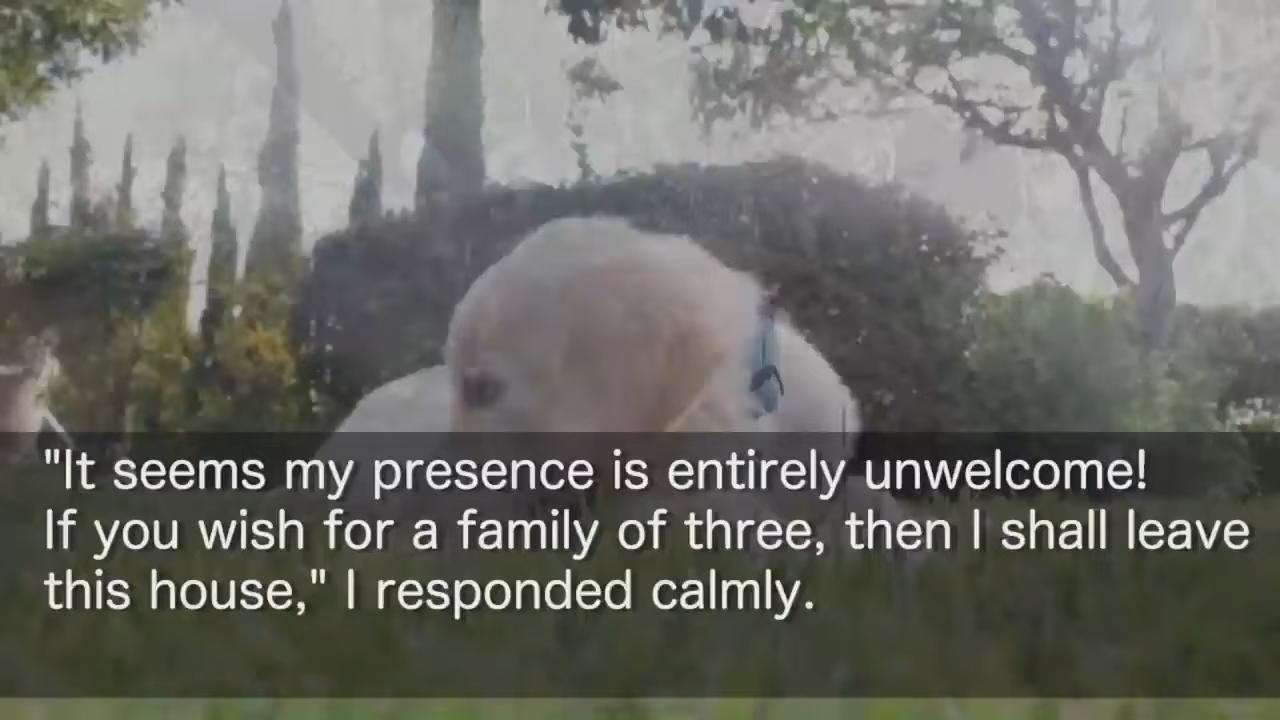 "It seems my presence is entirely unwelcome!
If you wish for a family of three, then I shall leave
this house," I responded calmly.